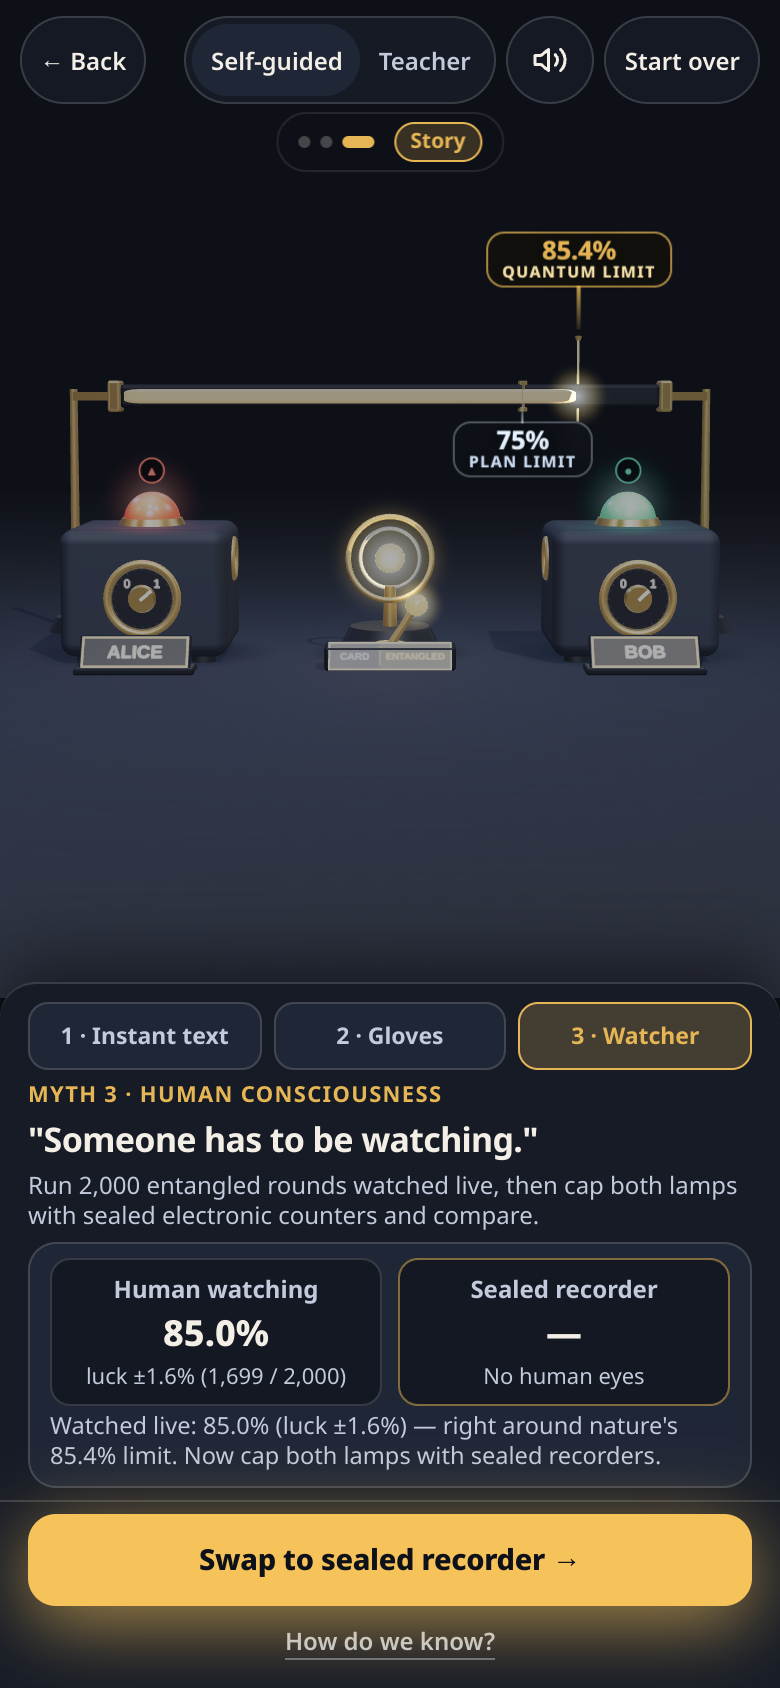 ← Back
Self-guided
Teacher
Start over
Story
85.4%
QUANTUM LIMIT
75%
PLAN LIMIT
0 1
0 1
ALICE
CARD ENTANGLED
BOB
1 · Instant text
2 · Gloves
3 · Watcher
MYTH 3 · HUMAN CONSCIOUSNESS
"Someone has to be watching."
Run 2,000 entangled rounds watched live, then cap both lamps
with sealed electronic counters and compare.
Human watching
85.0%
luck ±1.6% (1,699 / 2,000)
Sealed recorder
—
No human eyes
Watched live: 85.0% (luck ±1.6%) — right around nature's
85.4% limit. Now cap both lamps with sealed recorders.
Swap to sealed recorder →
How do we know?